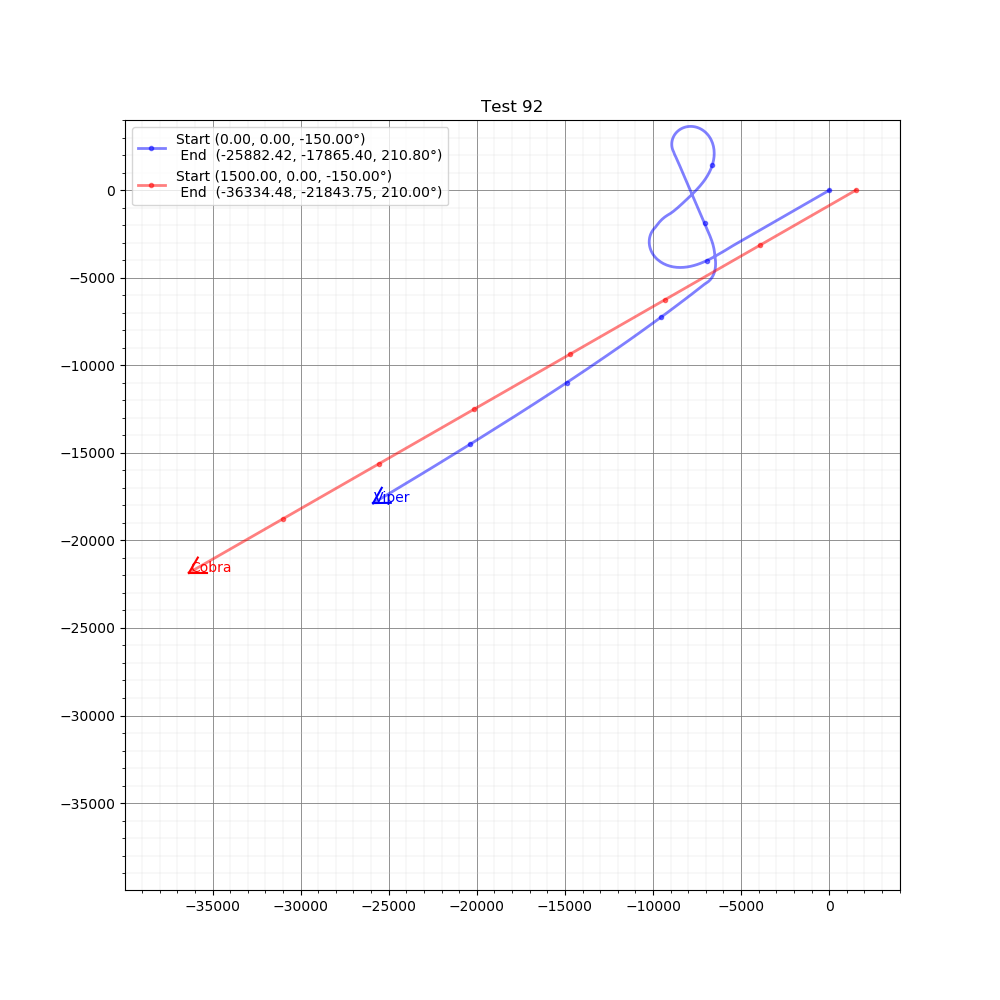 Test 92
Start (0.00, 0.00, -150.00°)
End (-25882.42, -17865.40, 210.80°)
Start (1500.00, 0.00, -150.00°)
End (-36334.48, -21843.75, 210.00°)
0
−5000
−10000
−15000
−20000
−25000
−30000
−35000
Viper
Cobra
−35000 −30000 −25000 −20000 −15000 −10000 −5000 0